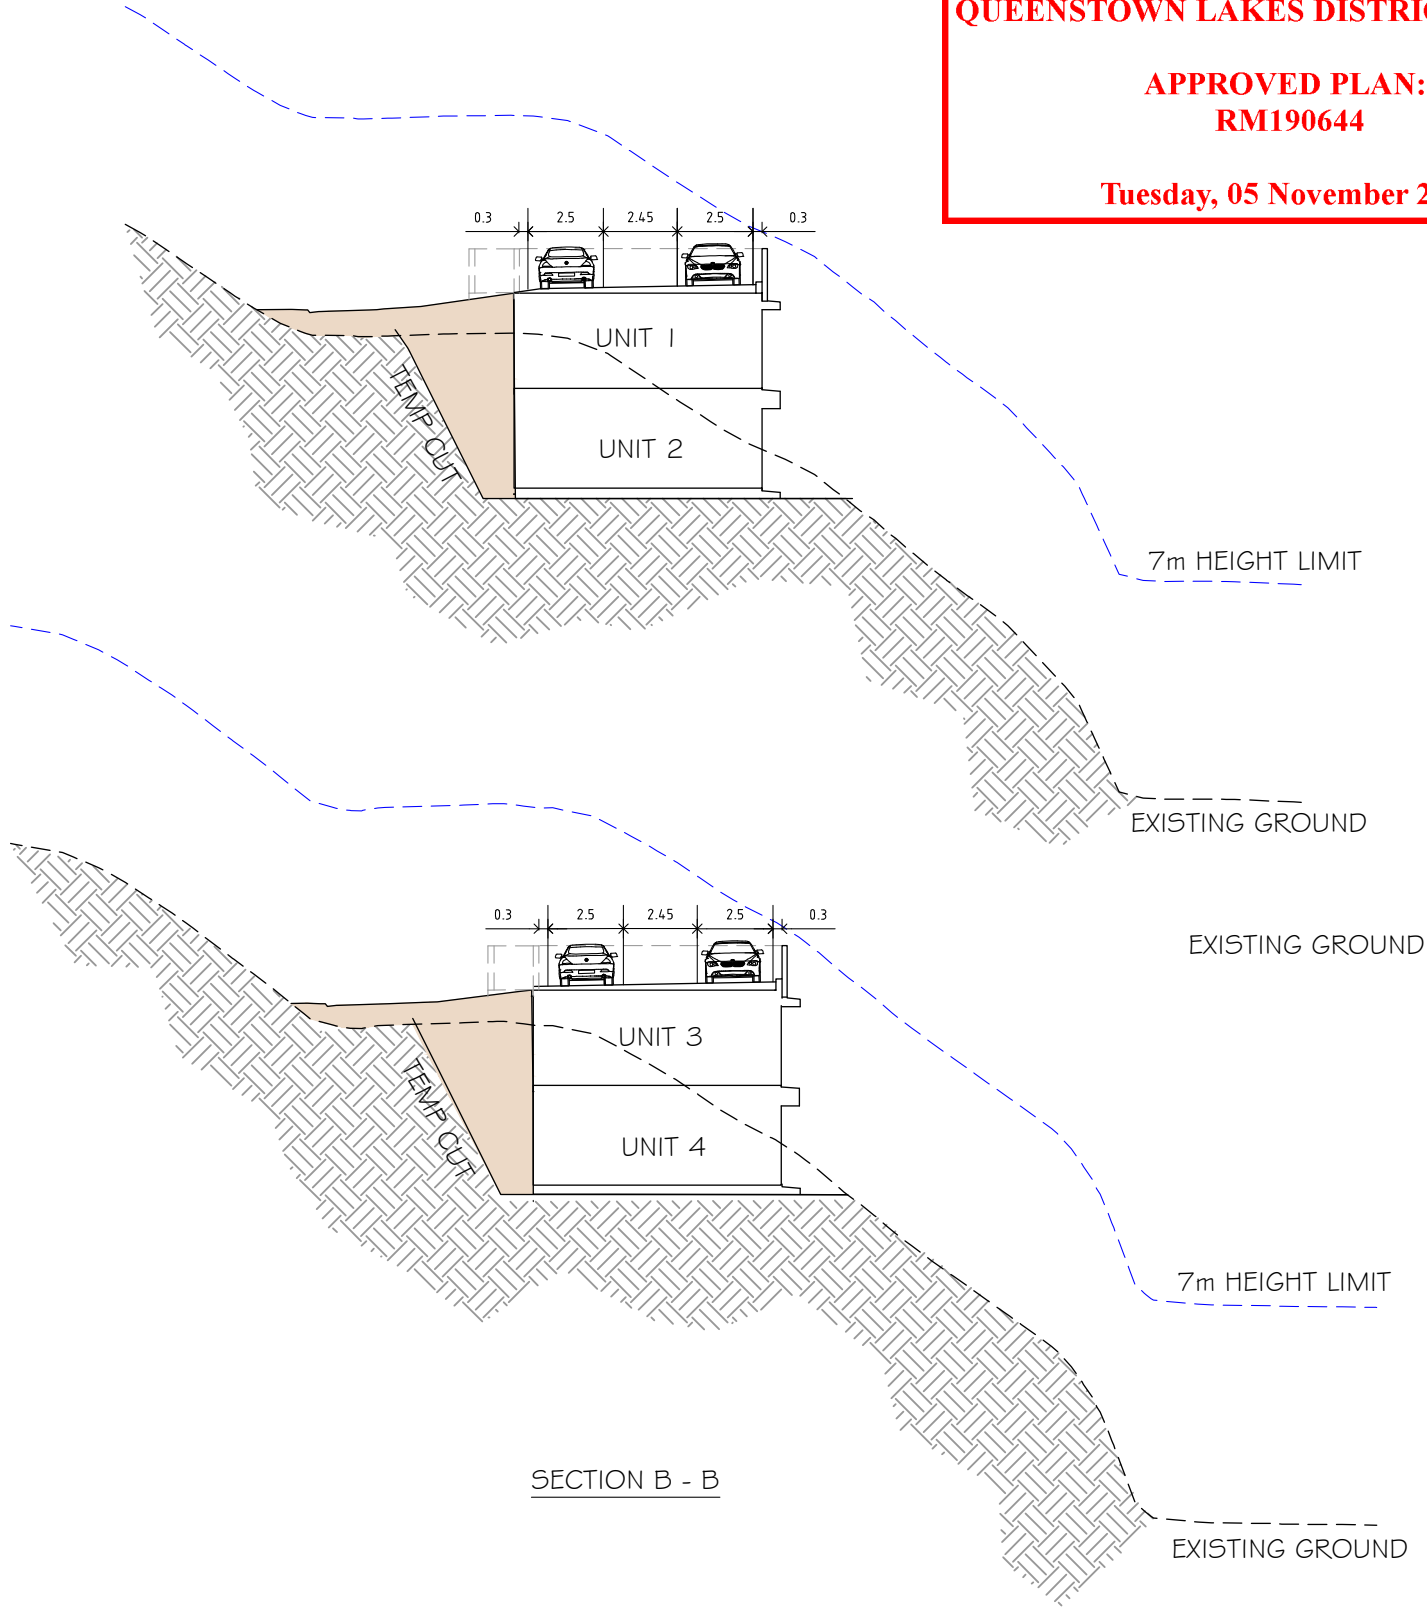 QUEENSTOWN LAKES
APPROVED PLAN:
RM190644
Tuesday, 05 November
0.3 2.5 2.45 2.5 0.3
UNIT 1
TEMP CUT
UNIT 2
7m HEIGHT LIMIT
EXISTING GROUND
0.3 2.5 2.45 2.5 0.3
EXISTING GROUND
UNIT 3
TEMP CUT
UNIT 4
7m HEIGHT LIMIT
SECTION B - B
EXISTING GROUND